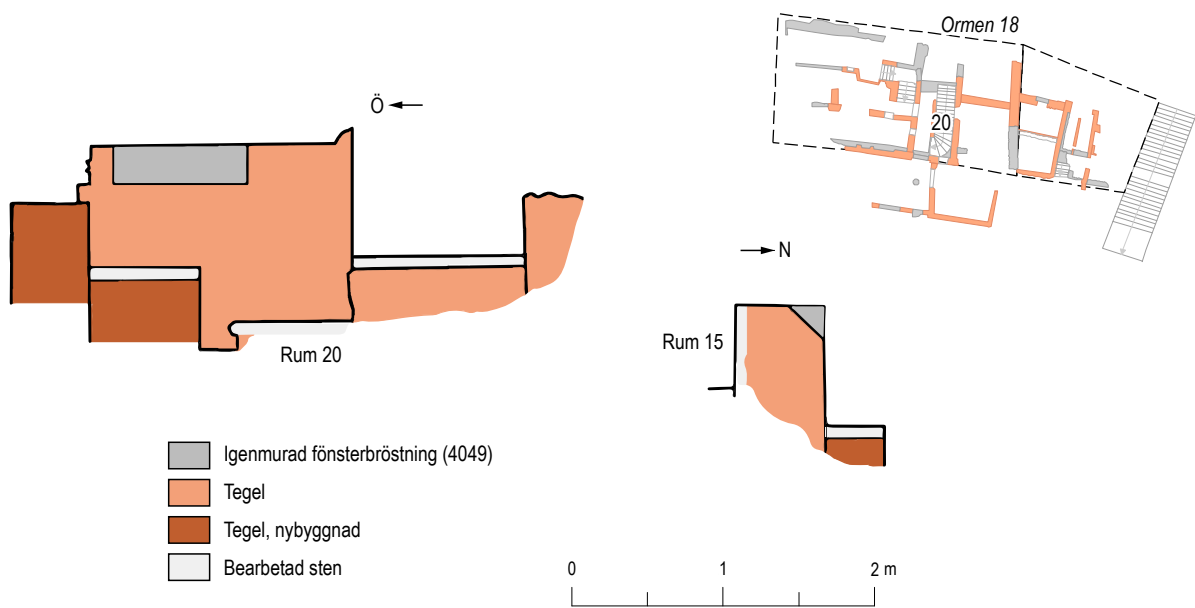 Ormen 18
20
Ö
N
Rum 20
Rum 15
Igenmurad fönsterbröstning (4049)
Tegel
Tegel, nybyggnad
Bearbetad sten
0 1 2 m